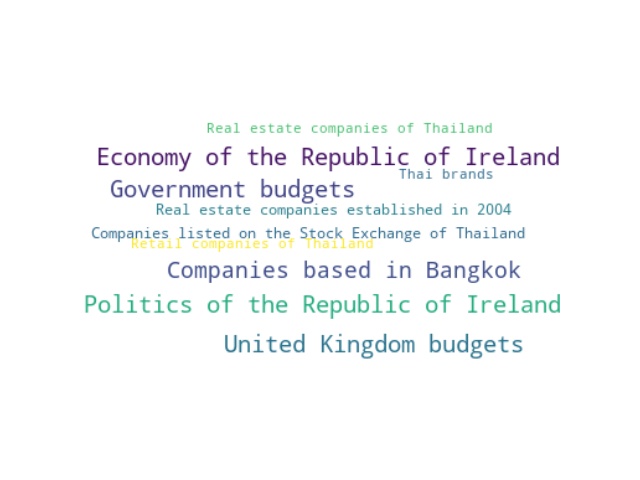 Real estate companies of Thailand
Economy of the Republic of Ireland
Thai brands
Government budgets
Real estate companies established in 2004
Companies listed on the Stock Exchange of Thailand
Retail companies of Thailand
Companies based in Bangkok
Politics of the Republic of Ireland
United Kingdom budgets